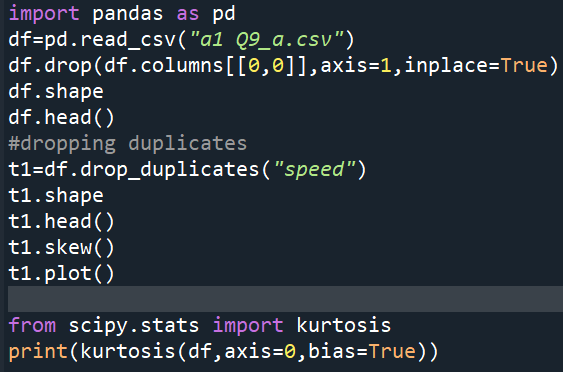 import pandas as pd
df=pd.read_csv("a1 Q9_a.csv")
df.drop(df.columns[[0,0]],axis=1,inplace=True)
df.shape
df.head()
#dropping duplicates
t1=df.drop_duplicates("speed")
t1.shape
t1.head()
t1.skew()
t1.plot()
from scipy.stats import kurtosis
print(kurtosis(df,axis=0,bias=True))